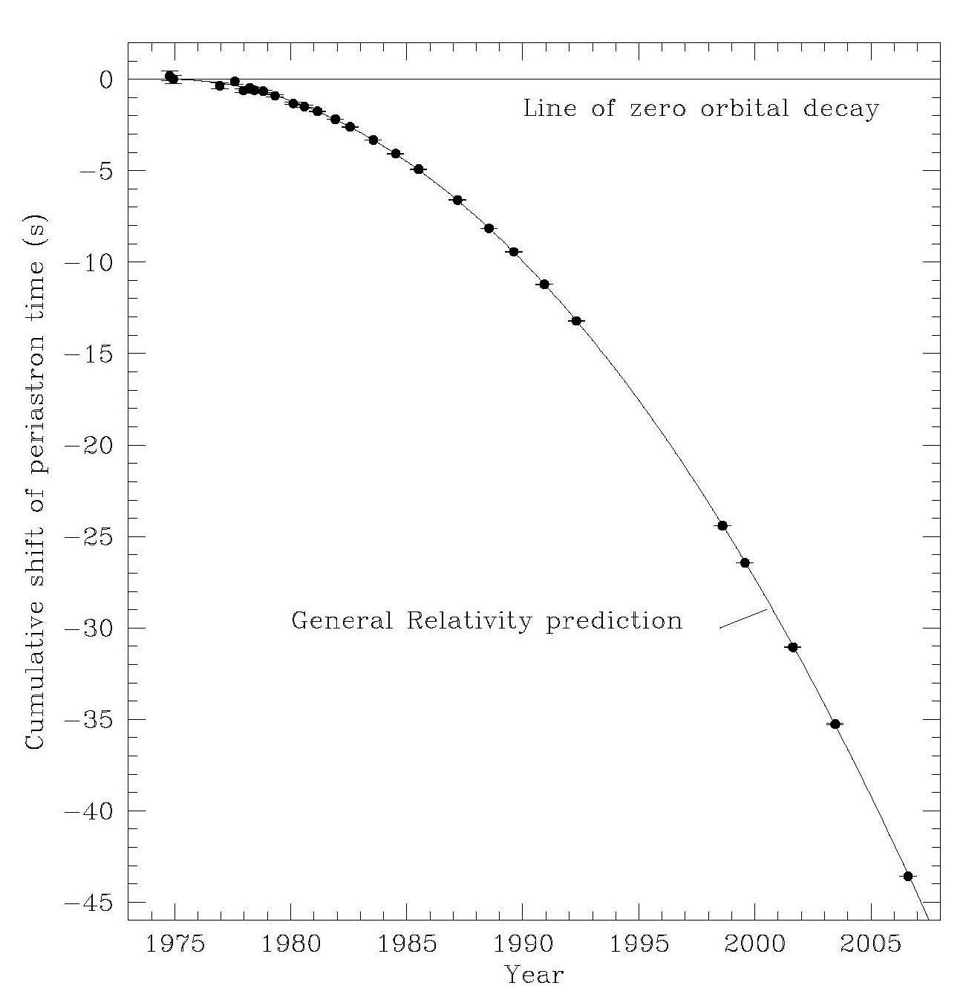 0
−5
−10
−15
−20
−25
−30
−35
−40
−45
Cumulative shift of periastron time (s)
Line of zero orbital decay
General Relativity prediction
1975 1980 1985 1990 1995 2000 2005
Year